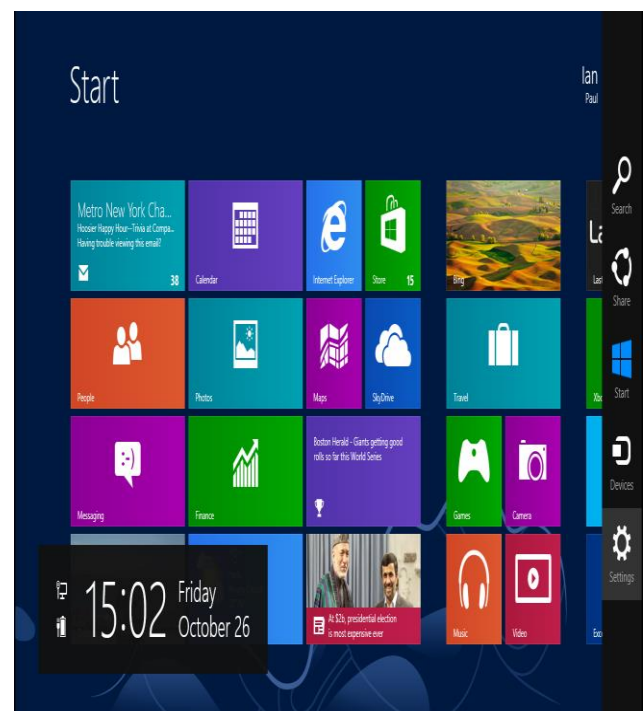 Start
Ian
Paul
Metro New York Cha...
Hoosier Happy Hour--Trivia at Compa...
Having trouble viewing this email?
38
Calendar
Internet Explorer
Store
15
Bing
Last
People
Photos
Maps
SkyDrive
Travel
Xbo
Messaging
Finance
Boston Herald - Giants getting good
rolls so far this World Series
Games
Camera
At $2b, presidential election
is most expensive ever
Music
Video
Exc
15:02
Friday
October 26
Search
Share
Start
Devices
Settings